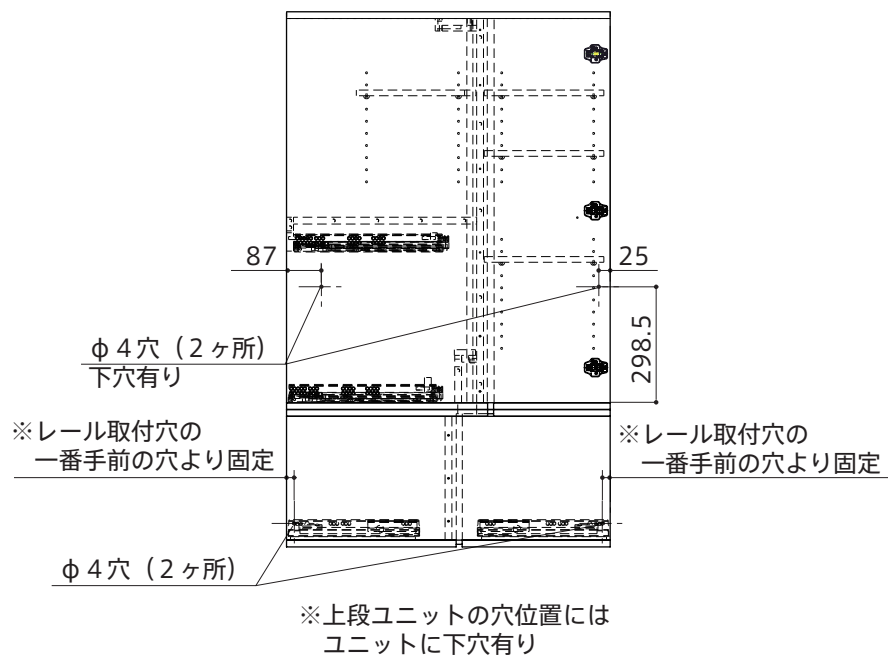 87
25
298.5
φ４穴（２ヶ所）
下穴有り
※レール取付穴の
一番手前の穴より固定
※レール取付穴の
一番手前の穴より固定
φ４穴（２ヶ所）
※上段ユニットの穴位置には
ユニットに下穴有り